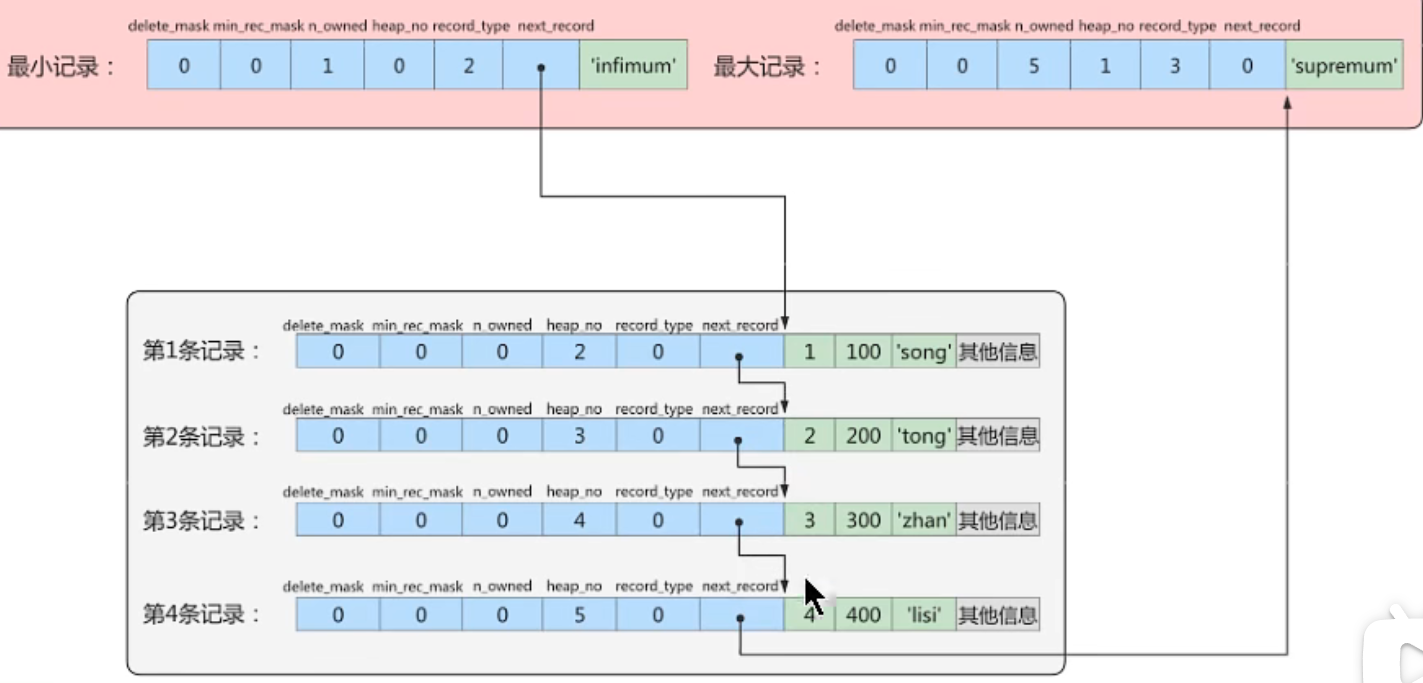 delete_mask min_rec_mask n_owned heap_no record_type next_record
最小记录： 0 0 1 0 2 'infimum'
delete_mask min_rec_mask n_owned heap_no record_type next_record
最大记录： 0 0 5 1 3 0 'supremum'
delete_mask min_rec_mask n_owned heap_no record_type next_record
第1条记录： 0 0 0 2 0 1 100 'song' 其他信息
delete_mask min_rec_mask n_owned heap_no record_type next_record
第2条记录： 0 0 0 3 0 2 200 'tong' 其他信息
delete_mask min_rec_mask n_owned heap_no record_type next_record
第3条记录： 0 0 0 4 0 3 300 'zhan' 其他信息
delete_mask min_rec_mask n_owned heap_no record_type next_record
第4条记录： 0 0 0 5 0 4 400 'lisi' 其他信息